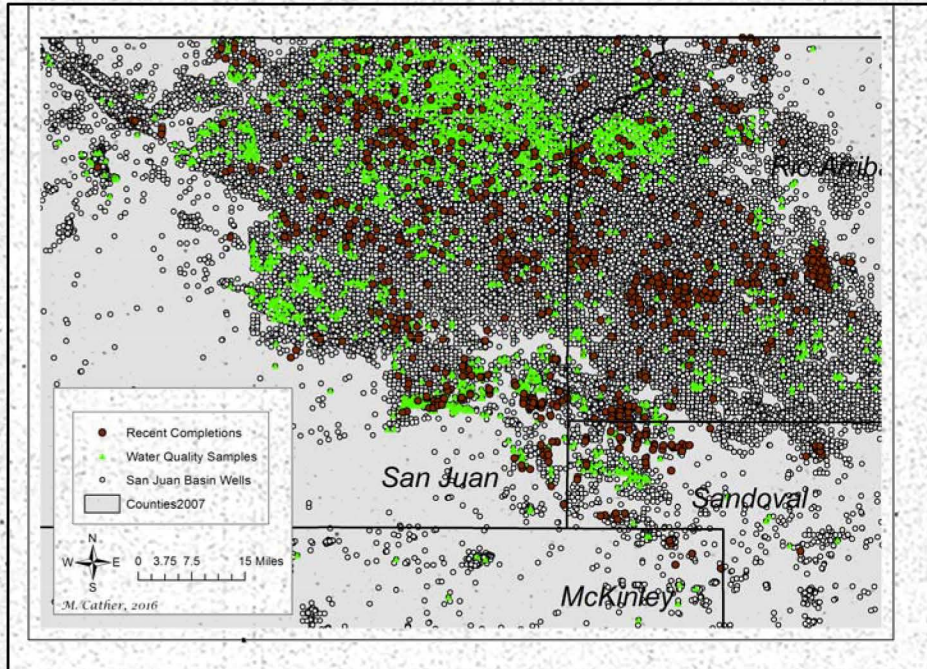 Rio Arrib
San Juan
Sandoval
McKinley
Recent Completions
Water Quality Samples
San Juan Basin Wells
Counties2007
N
W E
S
0 3.75 7.5 15 Miles
M. Cather, 2016